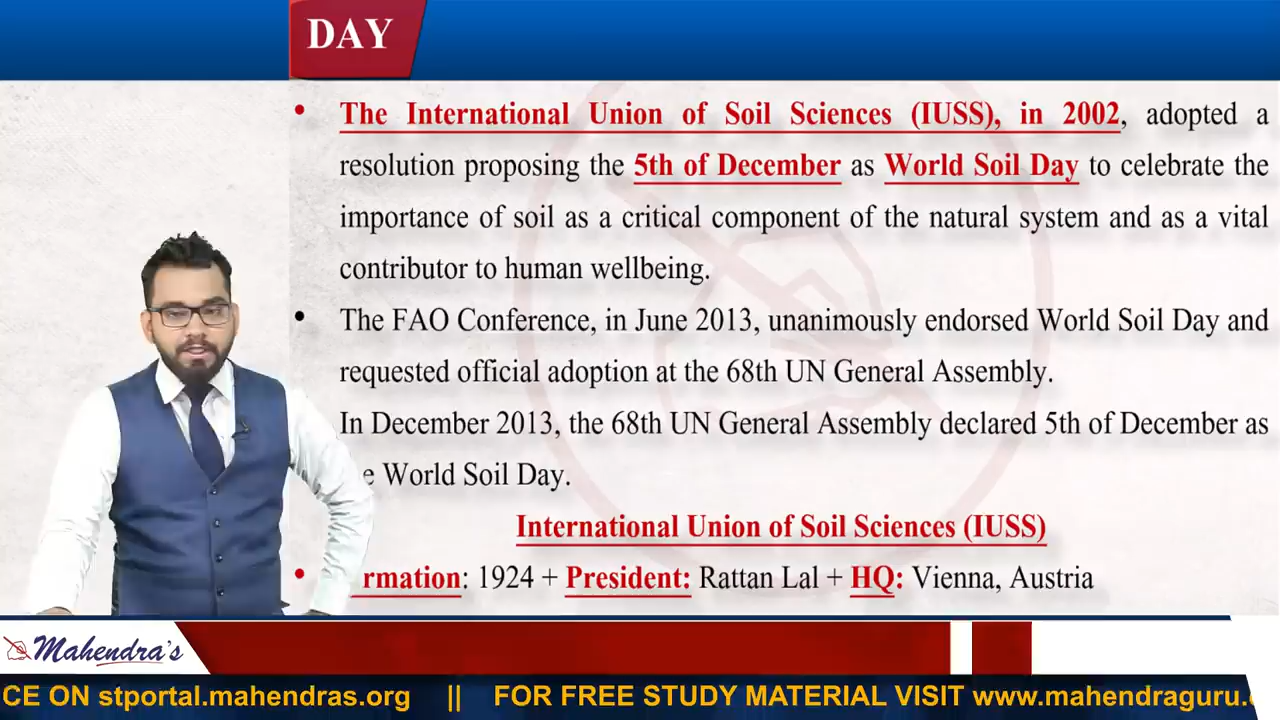 DAY
• The International Union of Soil Sciences (IUSS), in 2002, adopted a
resolution proposing the 5th of December as World Soil Day to celebrate the
importance of soil as a critical component of the natural system and as a vital
contributor to human wellbeing.
• The FAO Conference, in June 2013, unanimously endorsed World Soil Day and
requested official adoption at the 68th UN General Assembly.
In December 2013, the 68th UN General Assembly declared 5th of December as
e World Soil Day.
International Union of Soil Sciences (IUSS)
• rmation: 1924 + President: Rattan Lal + HQ: Vienna, Austria
Mahendra's
CE ON stportal.mahendras.org || FOR FREE STUDY MATERIAL VISIT www.mahendraguru.